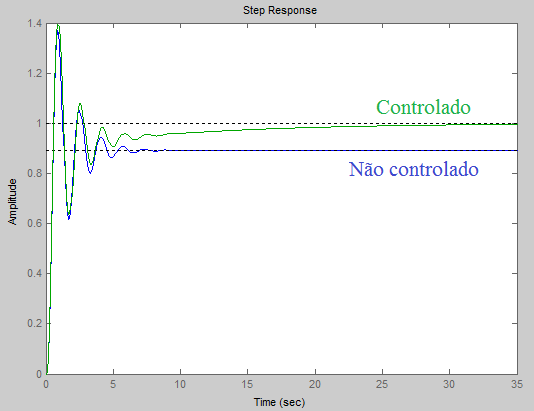 Step Response
1.4
1.2
1
0.8
0.6
0.4
0.2
0
Amplitude
Controlado
Não controlado
0 5 10 15 20 25 30 35
Time (sec)